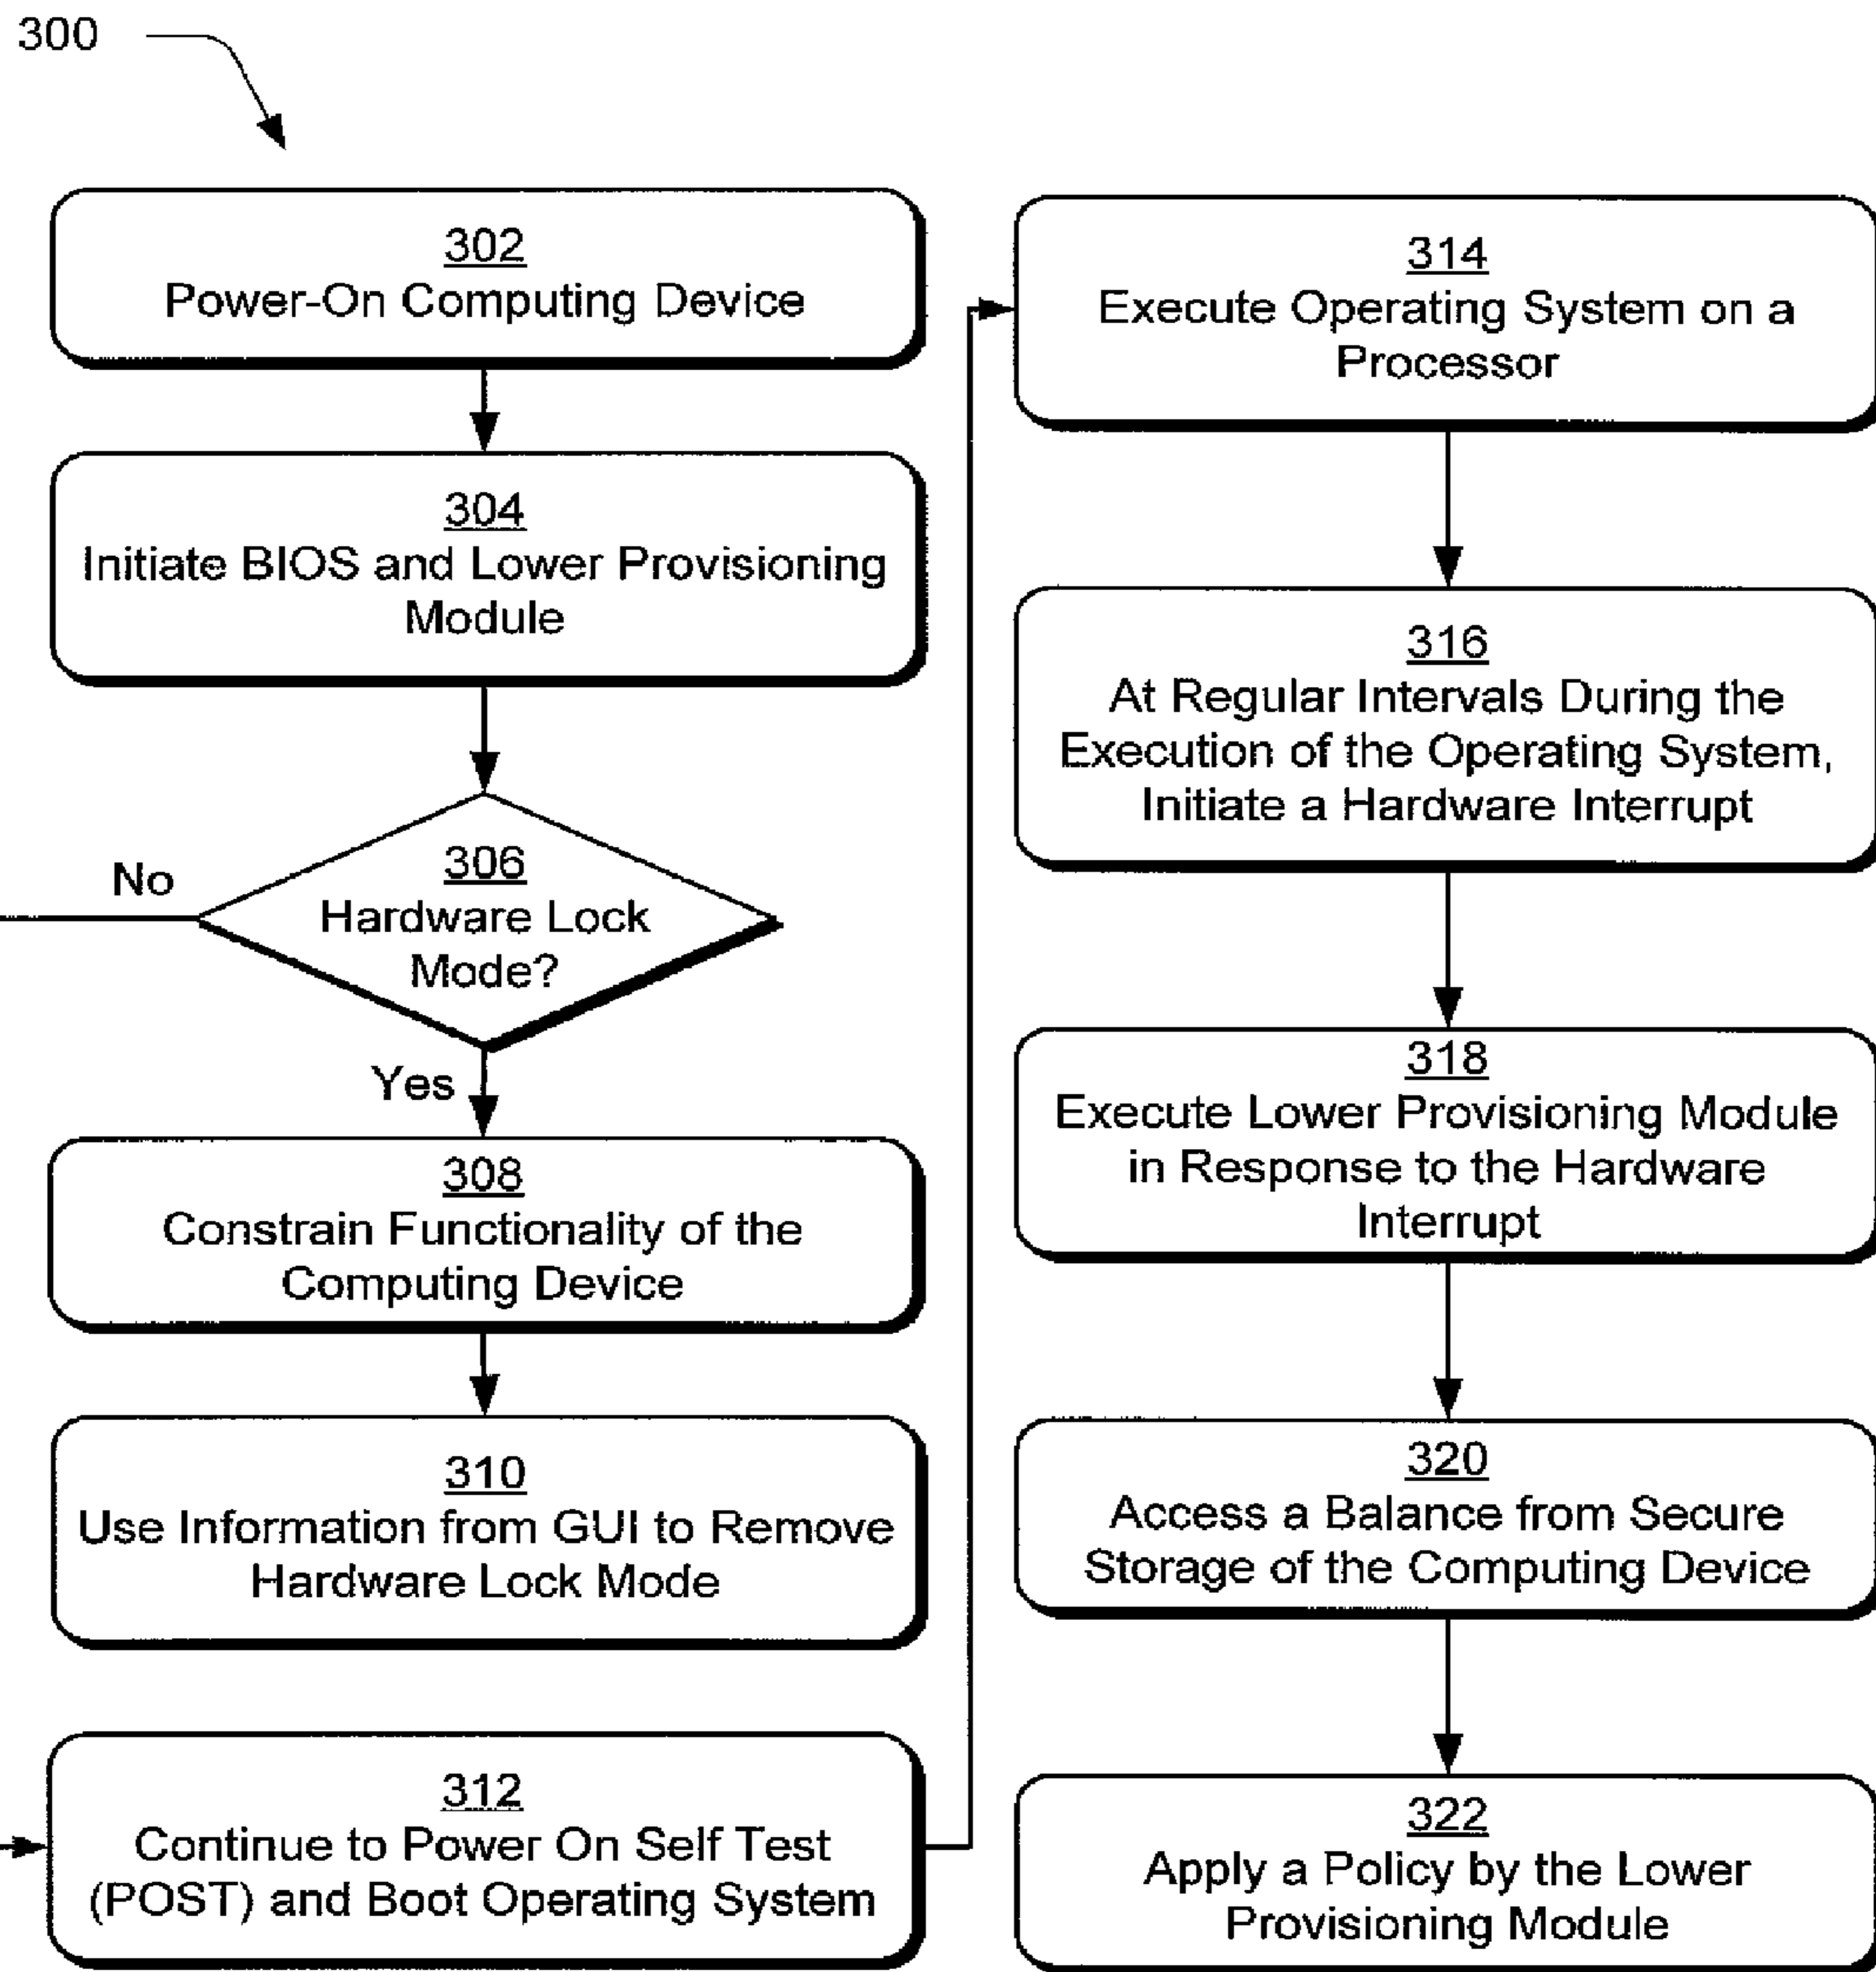 300
302
Power-On Computing Device
304
Initiate BIOS and Lower Provisioning
Module
306
Hardware Lock
Mode?
No
Yes
308
Constrain Functionality of the
Computing Device
310
Use Information from GUI to Remove
Hardware Lock Mode
312
Continue to Power On Self Test
(POST) and Boot Operating System
314
Execute Operating System on a
Processor
316
At Regular Intervals During the
Execution of the Operating System,
Initiate a Hardware Interrupt
318
Execute Lower Provisioning Module
in Response to the Hardware
Interrupt
320
Access a Balance from Secure
Storage of the Computing Device
322
Apply a Policy by the Lower
Provisioning Module